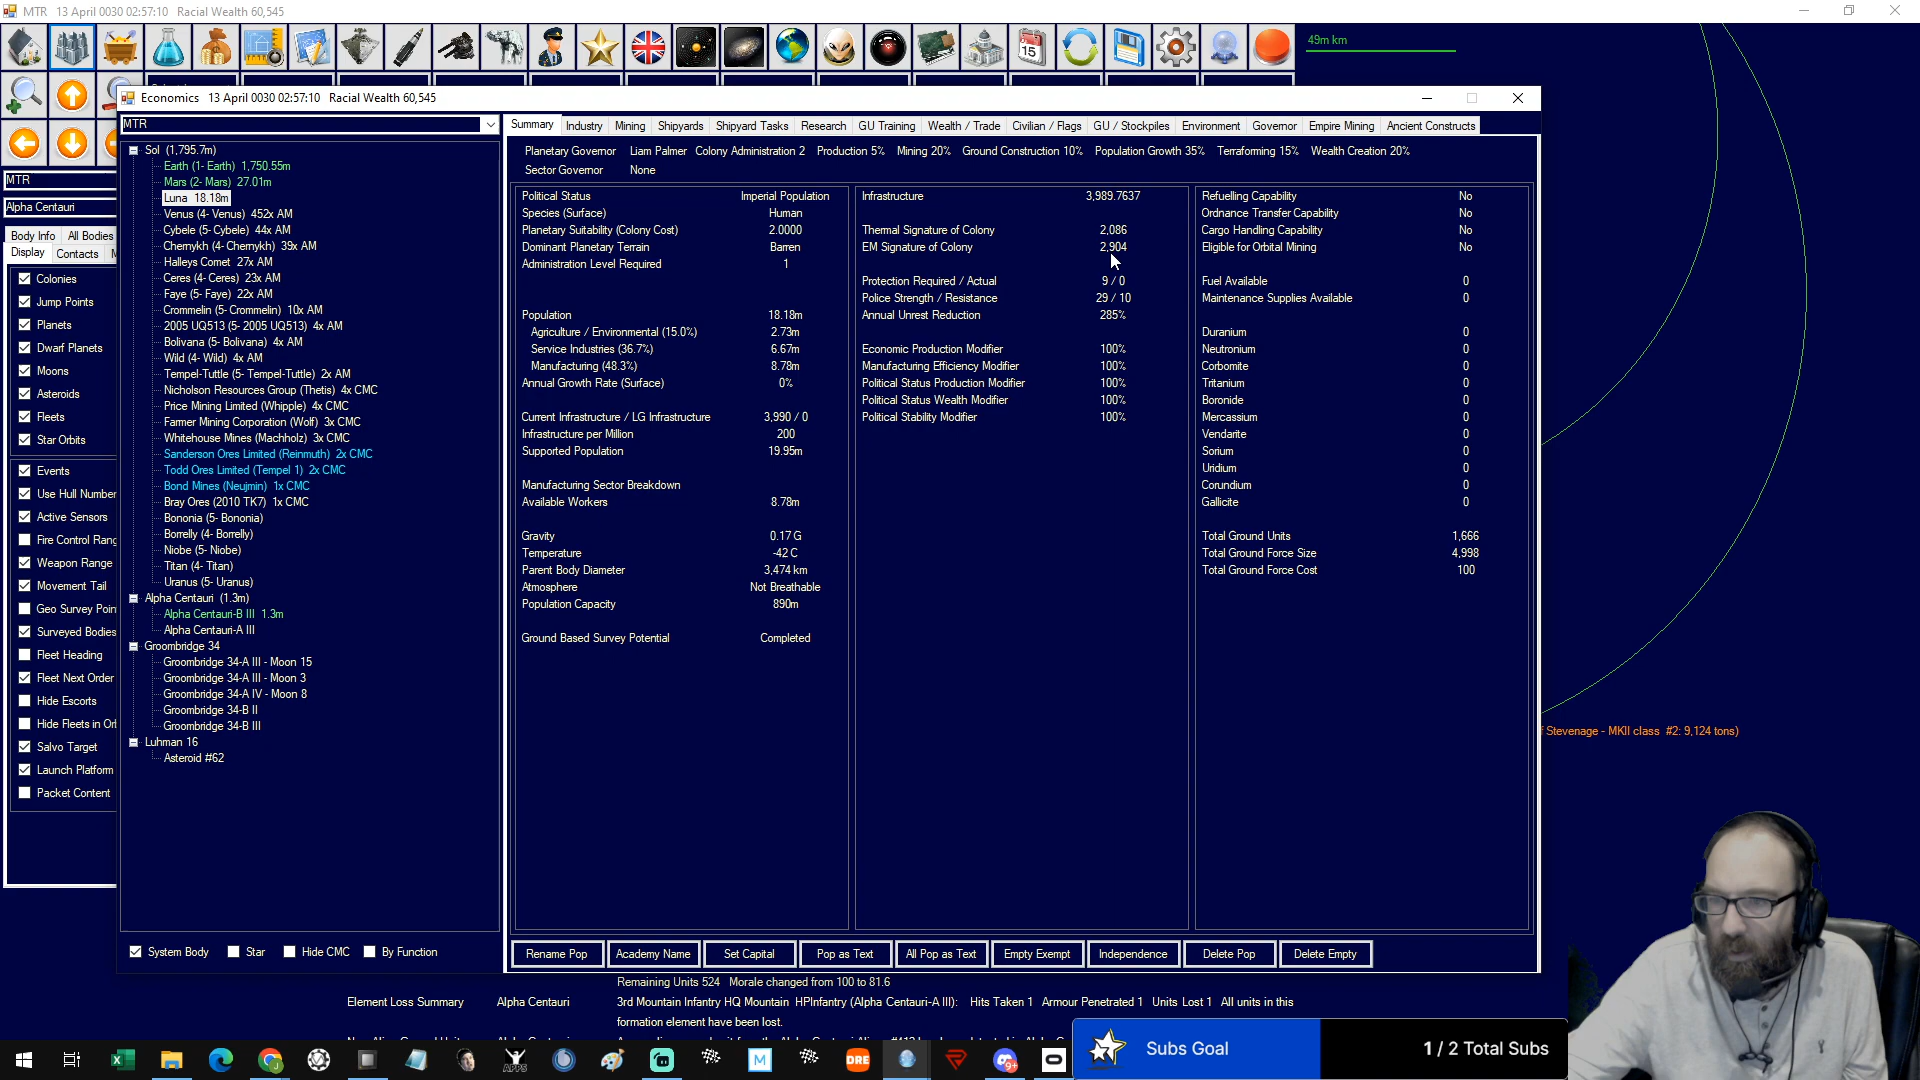 MTR 13 April 0030 02:57:10 Racial Wealth 60,545
49m km
Economics 13 April 0030 02:57:10 Racial Wealth 60,545
MTR
Summary Industry Mining Shipyards Shipyard Tasks Research GU Training Wealth / Trade Civilian / Flags GU / Stockpiles Environment Governor Empire Mining Ancient Constructs
Planetary Governor Liam Palmer Colony Administration 2 Production 5% Mining 20% Ground Construction 10% Population Growth 35% Terraforming 15% Wealth Creation 20%
Sector Governor None
MTR
Alpha Centauri
Body Info All Bodies
Display Contacts M
Colonies
Jump Points
Planets
Dwarf Planets
Moons
Asteroids
Fleets
Star Orbits
Events
Use Hull Number
Active Sensors
Fire Control Rang
Weapon Range
Movement Tail
Geo Survey Poin
Surveyed Bodies
Fleet Heading
Fleet Next Order
Hide Escorts
Hide Fleets in Orl
Salvo Target
Launch Platform
Packet Content
Sol (1,795.7m)
Earth (1- Earth) 1,750.55m
Mars (2- Mars) 27.01m
Luna 18.18m
Venus (4- Venus) 452x AM
Cybele (5- Cybele) 44x AM
Chernykh (4- Chernykh) 39x AM
Halleys Comet 27x AM
Ceres (4- Ceres) 23x AM
Faye (5- Faye) 22x AM
Crommelin (5- Crommelin) 10x AM
2005 UQ513 (5- 2005 UQ513) 4x AM
Bolivana (5- Bolivana) 4x AM
Wild (4- Wild) 4x AM
Tempel-Tuttle (5- Tempel-Tuttle) 2x AM
Nicholson Resources Group (Thetis) 4x CMC
Price Mining Limited (Whipple) 4x CMC
Farmer Mining Corporation (Wolf) 3x CMC
Whitehouse Mines (Machholz) 3x CMC
Sanderson Ores Limited (Reinmuth) 2x CMC
Todd Ores Limited (Tempel 1) 2x CMC
Bond Mines (Neujmin) 1x CMC
Bray Ores (2010 TK7) 1x CMC
Bononia (5- Bononia)
Borrelly (4- Borrelly)
Niobe (5- Niobe)
Titan (4- Titan)
Uranus (5- Uranus)
Alpha Centauri (1.3m)
Alpha Centauri-B III 1.3m
Alpha Centauri-A III
Groombridge 34
Groombridge 34-A III - Moon 15
Groombridge 34-A III - Moon 3
Groombridge 34-A IV - Moon 8
Groombridge 34-B II
Groombridge 34-B III
Luhman 16
Asteroid #62
System Body Star Hide CMC By Function
Political Status Imperial Population
Species (Surface) Human
Planetary Suitability (Colony Cost) 2.0000
Dominant Planetary Terrain Barren
Administration Level Required 1
Population 18.18m
Agriculture / Environmental (15.0%) 2.73m
Service Industries (36.7%) 6.67m
Manufacturing (48.3%) 8.78m
Annual Growth Rate (Surface) 0%
Current Infrastructure / LG Infrastructure 3,990 / 0
Infrastructure per Million 200
Supported Population 19.95m
Manufacturing Sector Breakdown
Available Workers 8.78m
Gravity 0.17 G
Temperature -42 C
Parent Body Diameter 3,474 km
Atmosphere Not Breathable
Population Capacity 890m
Ground Based Survey Potential Completed
Infrastructure 3,989.7637
Thermal Signature of Colony 2,086
EM Signature of Colony 2,904
Protection Required / Actual 9 / 0
Police Strength / Resistance 29 / 10
Annual Unrest Reduction 285%
Economic Production Modifier 100%
Manufacturing Efficiency Modifier 100%
Political Status Production Modifier 100%
Political Status Wealth Modifier 100%
Political Stability Modifier 100%
Refuelling Capability No
Ordnance Transfer Capability No
Cargo Handling Capability No
Eligible for Orbital Mining No
Fuel Available 0
Maintenance Supplies Available 0
Duranium 0
Neutronium 0
Corbomite 0
Tritanium 0
Boronide 0
Mercassium 0
Vendarite 0
Sorium 0
Uridium 0
Corundium 0
Gallicite 0
Total Ground Units 1,666
Total Ground Force Size 4,998
Total Ground Force Cost 100
Rename Pop Academy Name Set Capital Pop as Text All Pop as Text Empty Exempt Independence Delete Pop Delete Empty
f Stevenage - MKII class #2: 9,124 tons)
Remaining Units 524 Morale changed from 100 to 81.6
Element Loss Summary Alpha Centauri 3rd Mountain Infantry HQ Mountain HPInfantry (Alpha Centauri-A III): Hits Taken 1 Armour Penetrated 1 Units Lost 1 All units in this
formation element have been lost.
Subs Goal 1 / 2 Total Subs
15
APPS
M
DRE
9+